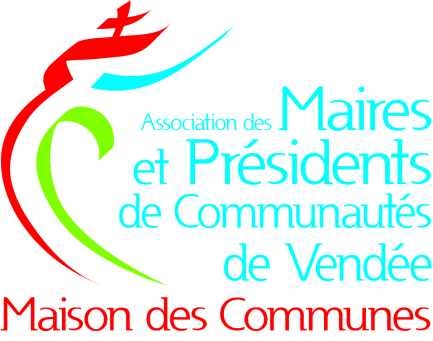 Association des Maires
et Présidents
de Communautés
de Vendée
Maison des Communes